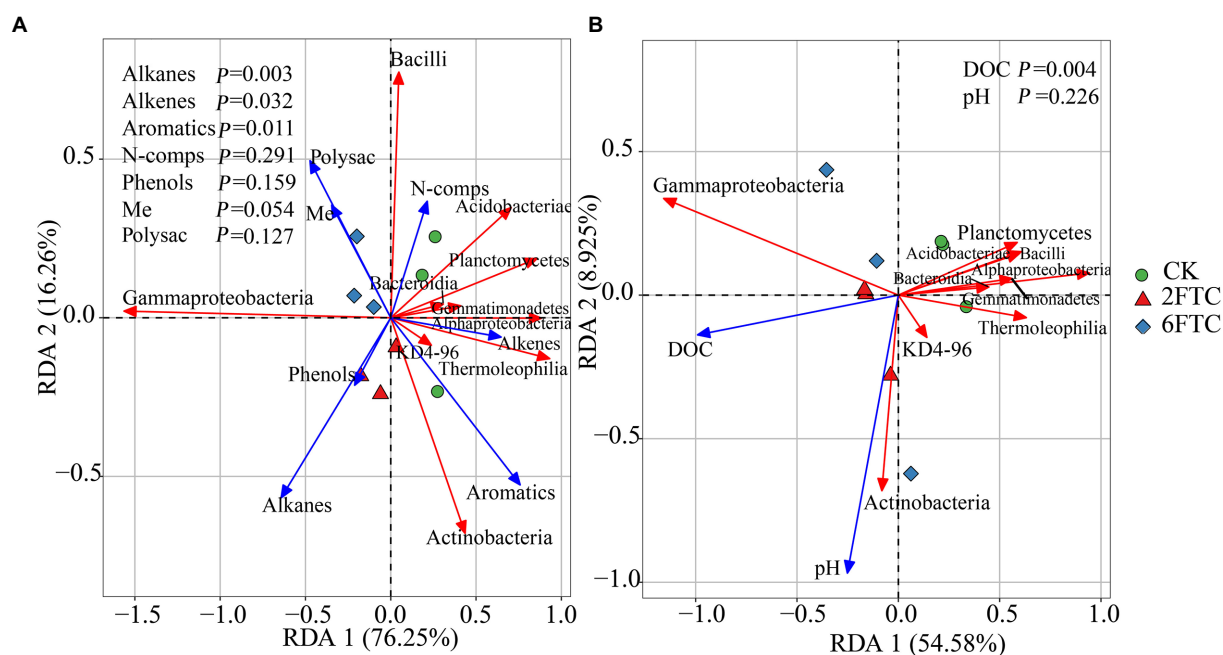 A
Alkanes P=0.003
Alkenes P=0.032
Aromatics P=0.011
N-comps P=0.291
Phenols P=0.159
Me P=0.054
Polysac P=0.127
Bacilli
Polysac
N-comps
Me
Acidobacteriae
Planctomycetes
Bacteroidia
Gammaproteobacteria
Gemmatimonadetes
Alphaproteobacteria
Alkenes
KD4-96
Thermoleophilia
Phenols
Alkanes
Aromatics
Actinobacteria
0.5
0.0
−0.5
RDA 2 (16.26%)
−1.5 −1.0 −0.5 0.0 0.5 1.0
RDA 1 (76.25%)
B
DOC P=0.004
pH P=0.226
Gammaproteobacteria
Planctomycetes
Acidobacteriae
Bacilli
Bacteroidia
Alphaproteobacteria
Gemmatimonadetes
Thermoleophilia
DOC
KD4-96
Actinobacteria
pH
0.5
0.0
−0.5
−1.0
RDA 2 (8.925%)
−1.0 −0.5 0.0 0.5 1.0
RDA 1 (54.58%)
CK
2FTC
6FTC